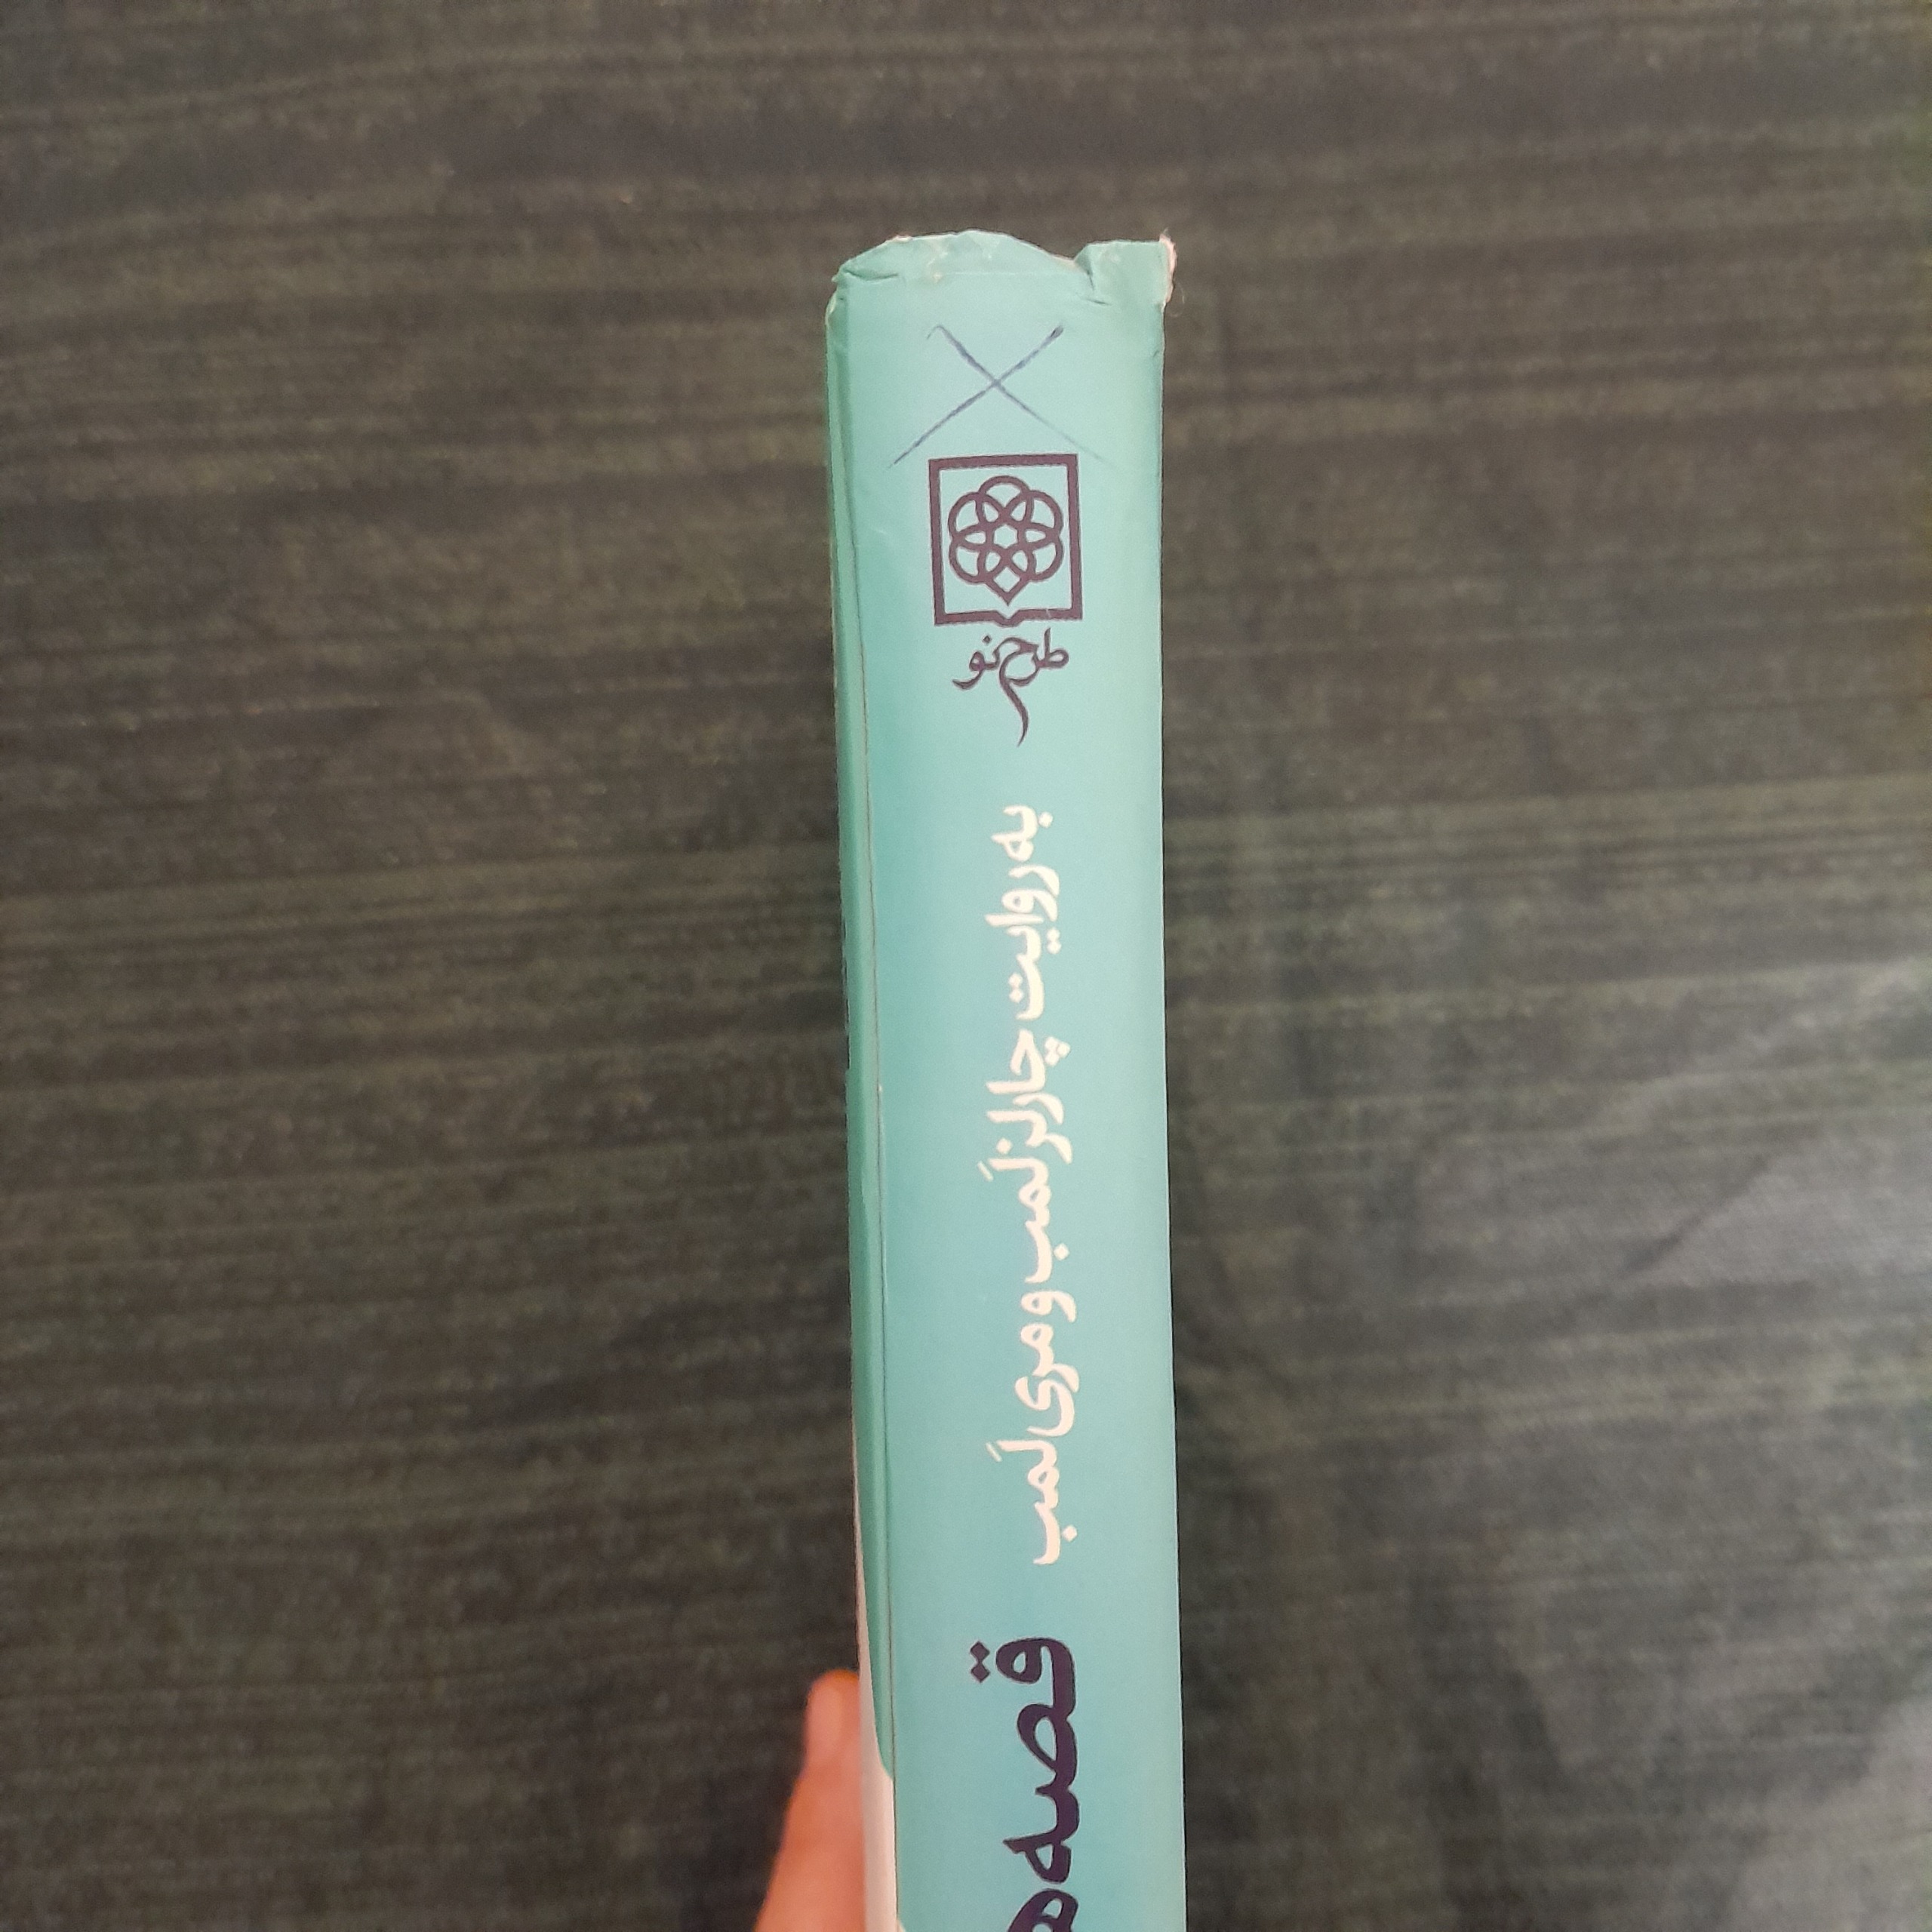 طرح نو
به روایت چارلز لَمب و مری لَمب
قصه‌ه